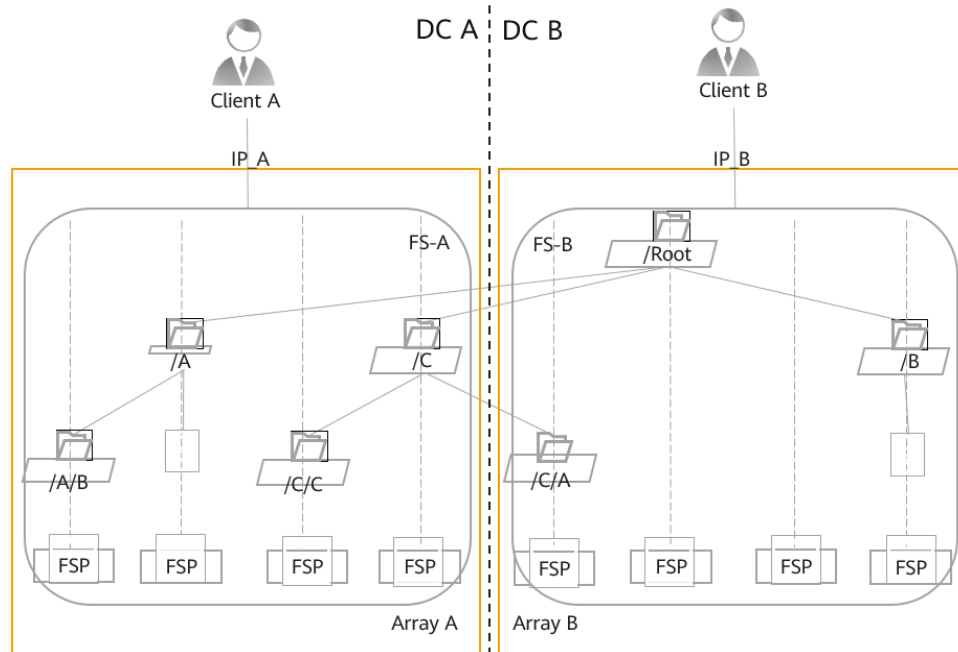 DC A
DC B
Client A
Client B
IP_A
IP_B
FS-A
FS-B
/Root
/A
/C
/B
/A/B
/C/C
/C/A
FSP
FSP
FSP
FSP
FSP
FSP
FSP
FSP
Array A
Array B